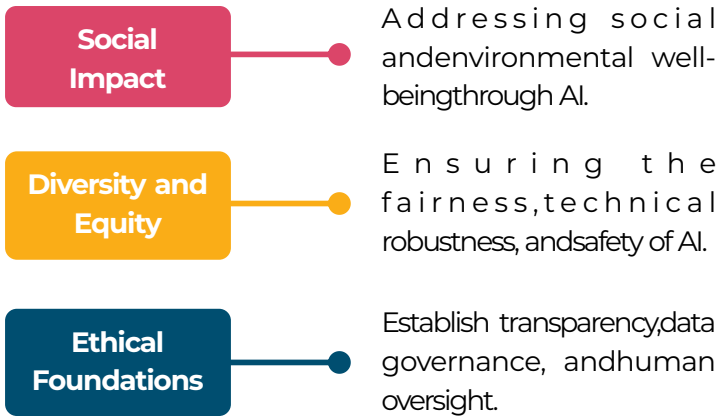 Social
Impact
Addressing social
andenvironmental well-
beingthrough AI.
Diversity and
Equity
Ensuring the
fairness,technical
robustness, andsafety of AI.
Ethical
Foundations
Establish transparency,data
governance, andhuman
oversight.